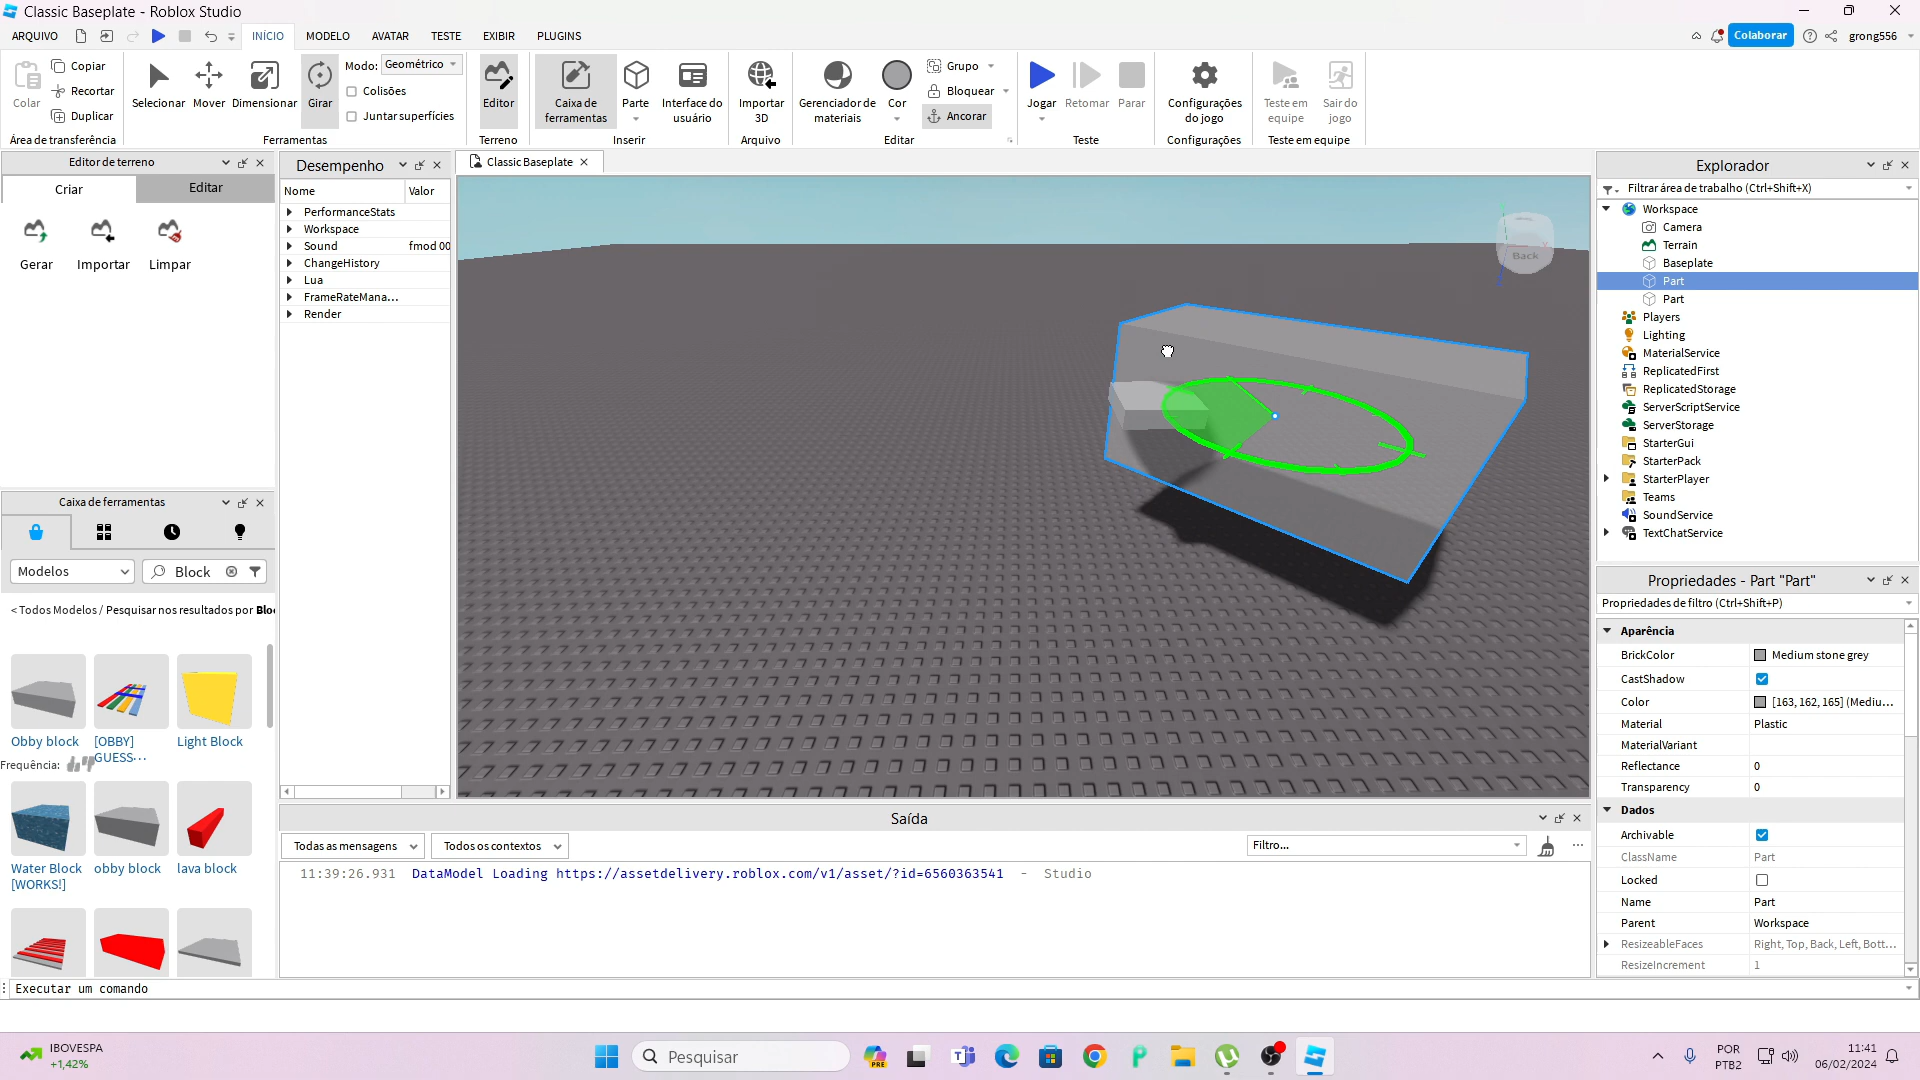 Classic Baseplate - Roblox Studio
ARQUIVO
INÍCIO
MODELO
AVATAR
TESTE
EXIBIR
PLUGINS
Colaborar
grong556
Colar
Copiar
Recortar
Duplicar
Área de transferência
Selecionar
Mover
Dimensionar
Girar
Modo: Geométrico
Colisões
Juntar superfícies
Ferramentas
Editor
Terreno
Caixa de
ferramentas
Parte
Interface do
usuário
Inserir
Importar
3D
Arquivo
Gerenciador de
materiais
Cor
Grupo
Bloquear
Ancorar
Editar
Jogar
Retomar
Parar
Teste
Configurações
do jogo
Configurações
Teste em
equipe
Sair do
jogo
Teste em equipe
Editor de terreno
Criar
Editar
Gerar
Importar
Limpar
Desempenho
Nome
Valor
PerformanceStats
Workspace
Sound
fmod 00
ChangeHistory
Lua
FrameRateMana...
Render
Classic Baseplate
Back
Explorador
Filtrar área de trabalho (Ctrl+Shift+X)
Workspace
Camera
Terrain
Baseplate
Part
Part
Players
Lighting
MaterialService
ReplicatedFirst
ReplicatedStorage
ServerScriptService
ServerStorage
StarterGui
StarterPack
StarterPlayer
Teams
SoundService
TextChatService
Caixa de ferramentas
Modelos
Block
< Todos Modelos / Pesquisar nos resultados por Bloc
Obby block
[OBBY]
GUESS...
Light Block
Frequência:
Water Block
[WORKS!]
obby block
lava block
Propriedades - Part "Part"
Propriedades de filtro (Ctrl+Shift+P)
Aparência
BrickColor
Medium stone grey
CastShadow
Color
[163, 162, 165] (Mediu...
Material
Plastic
MaterialVariant
Reflectance
0
Transparency
0
Dados
Archivable
ClassName
Part
Locked
Name
Part
Parent
Workspace
ResizeableFaces
Right, Top, Back, Left, Bott...
ResizeIncrement
1
Saída
Todas as mensagens
Todos os contextos
Filtro...
11:39:26.931 DataModel Loading https://assetdelivery.roblox.com/v1/asset/?id=6560363541 - Studio
Executar um comando
IBOVESPA
+1,42%
Pesquisar
PRE
POR
PTB2
11:41
06/02/2024